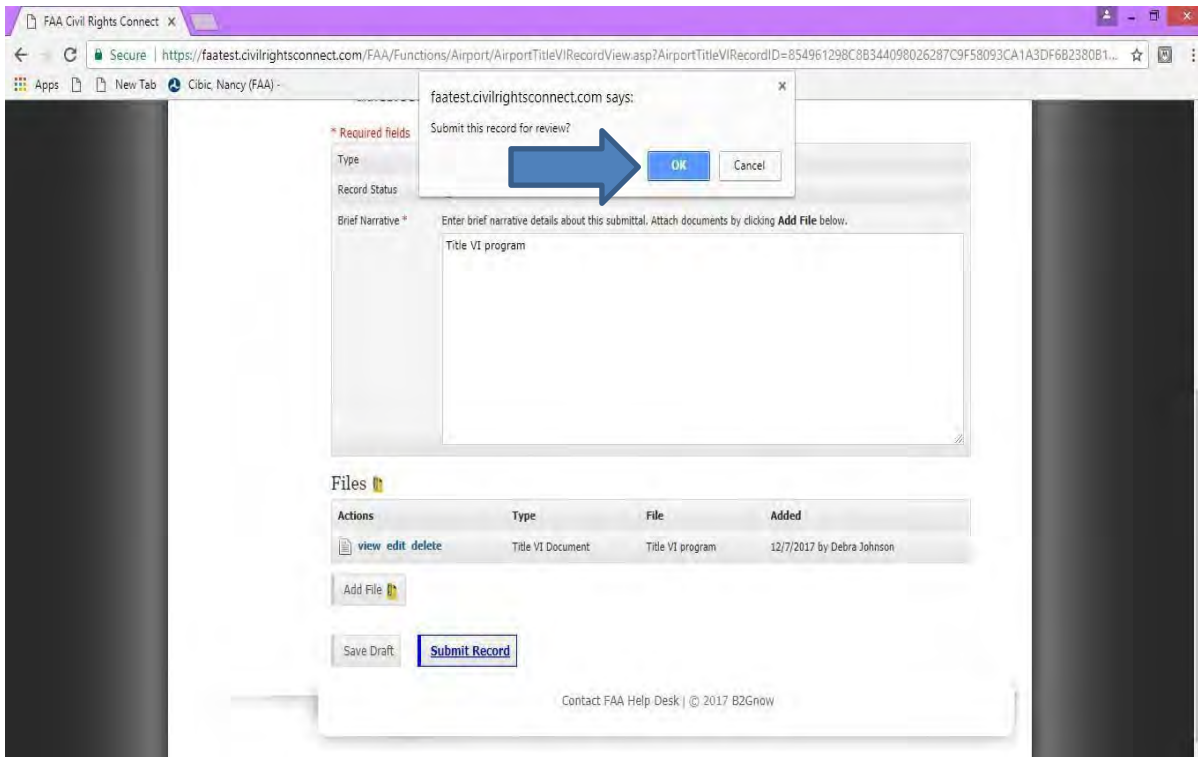 FAA Civil Rights Connect
Secure | https://faatest.civilrightsconnect.com/FAA/Functions/Airport/AirportTitleVIRecordView.asp?AirportTitleVIRecordID=854961298C8B544098026287C9F58093CA1A3DF6B2380B1...
Apps New Tab Cibic, Nancy (FAA) -
faatest.civilrightsconnect.com says:
Submit this record for review?
OK Cancel
* Required fields
Type
Record Status
Brief Narrative * Enter brief narrative details about this submittal. Attach documents by clicking Add File below.
Title VI program
Files
Actions Type File Added
view edit delete Title VI Document Title VI program 12/7/2017 by Debra Johnson
Add File
Save Draft Submit Record
Contact FAA Help Desk | © 2017 B2Gnow